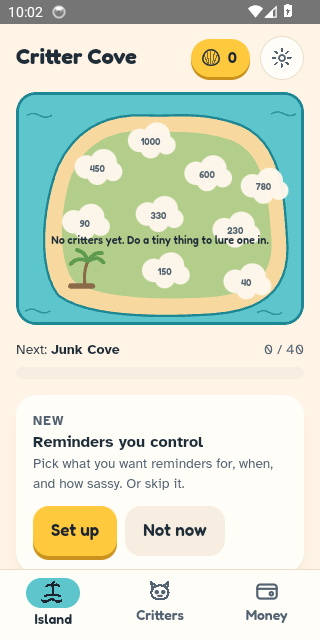 10:02
Critter Cove
0
1000
450
600
780
330
90
230
No critters yet. Do a tiny thing to lure one in.
150
40
Next: Junk Cove
0 / 40
NEW
Reminders you control
Pick what you want reminders for, when,
and how sassy. Or skip it.
Set up
Not now
Island
Critters
Money